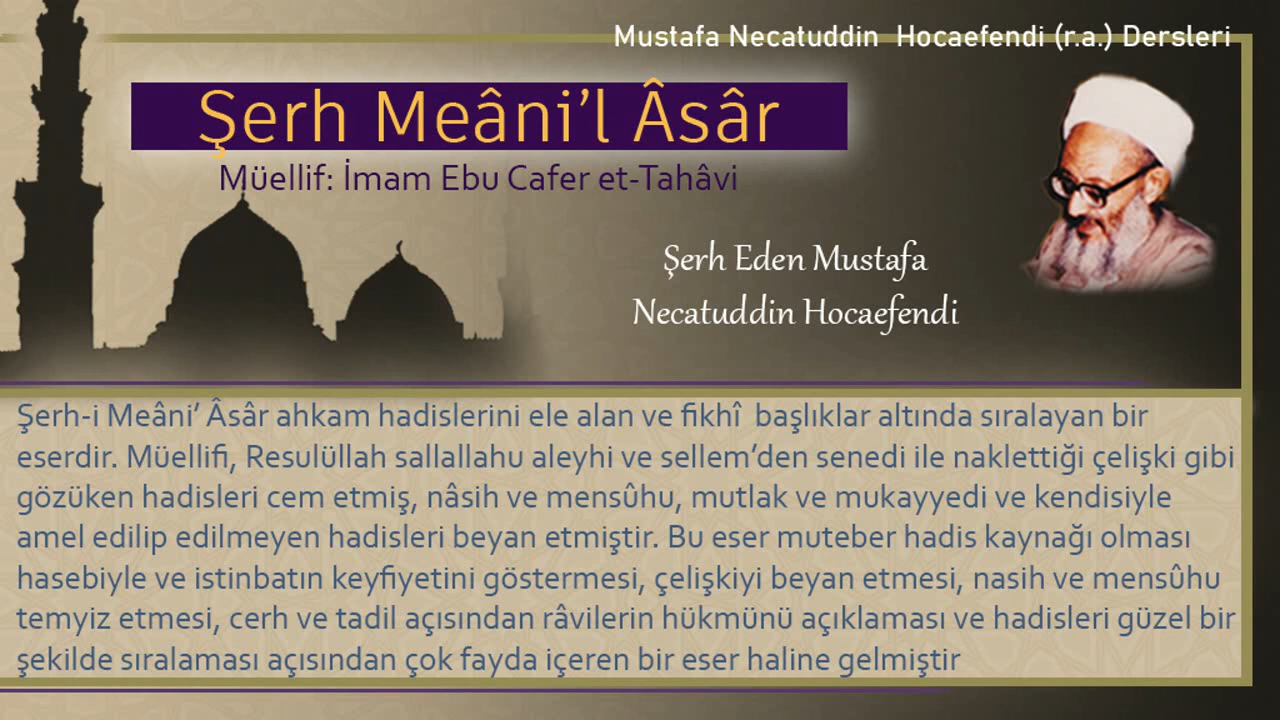 Mustafa Necatuddin Hocaefendi (r.a.) Dersleri
Şerh Meâni’l Âsâr
Müellif: İmam Ebu Cafer et-Tahâvi
Şerh Eden Mustafa
Necatuddin Hocaefendi
Şerh-i Meâni’ Âsâr ahkam hadislerini ele alan ve fikhî başlıklar altında sıralayan bir
eserdir. Müellifi, Resulüllah sallallahu aleyhi ve sellem’den senedi ile naklettiği çelişki gibi
gözüken hadisleri cem etmiş, nâsih ve mensûhu, mutlak ve mukayyedi ve kendisiyle
amel edilip edilmeyen hadisleri beyan etmiştir. Bu eser muteber hadis kaynağı olması
hasebiyle ve istinbatın keyfiyetini göstermesi, çelişkiyi beyan etmesi, nasih ve mensûhu
temyiz etmesi, cerh ve tadil açısından râvilerin hükmünü açıklaması ve hadisleri güzel bir
şekilde sıralaması açısından çok fayda içeren bir eser haline gelmiştir